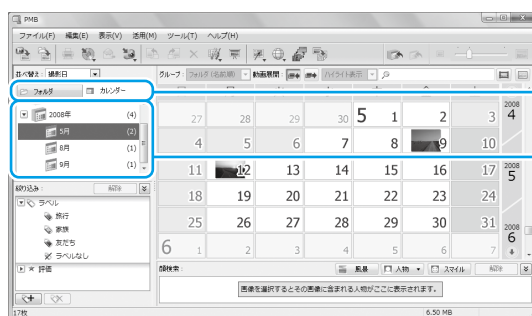 PMB
ファイル(F) 編集(E) 表示(V) 活用(M) ツール(T) ヘルプ(H)
並べ替え: 撮影日
グループ: フォルダ(名前順) 動画展開: ハイライト表示
フォルダ カレンダー
2008年 (4)
5月 (2)
8月 (1)
9月 (1)
絞り込み: 解除
ラベル
旅行
家族
友だち
ラベルなし
評価
27 28 29 30 5 1 2 3
4 5 6 7 8 9 10
11 12 13 14 15 16 17
18 19 20 21 22 23 24
25 26 27 28 29 30 31
6 1 2 3 4 5 6 7
2008
4
2008
5
2008
6
顔検索: 風景 人物 スマイル 解除
画像を選択するとその画像に含まれる人物がここに表示されます。
17枚 6.50 MB